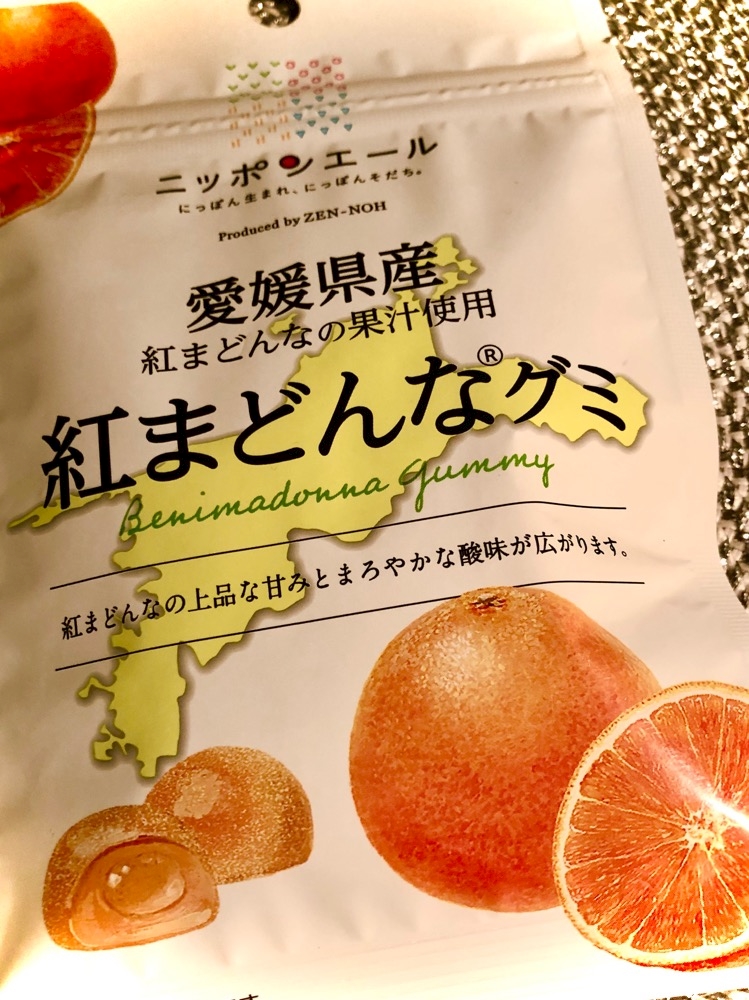 ニッポンエール
にっぽん生まれ、にっぽんそだち。
Produced by ZEN-NOH
愛媛県産
紅まどんなの果汁使用
紅まどんな®グミ
Benimadonna Gummy
紅まどんなの上品な甘みとまろやかな酸味が広がります。